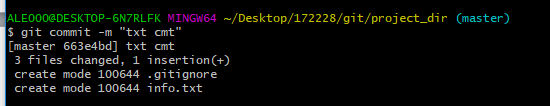 ALEOOO@DESKTOP-6N7RLFK MINGW64 ~/Desktop/172228/git/project_dir (master)
$ git commit -m "txt cmt"
[master 663e4bd] txt cmt
 3 files changed, 1 insertion(+)
 create mode 100644 .gitignore
 create mode 100644 info.txt